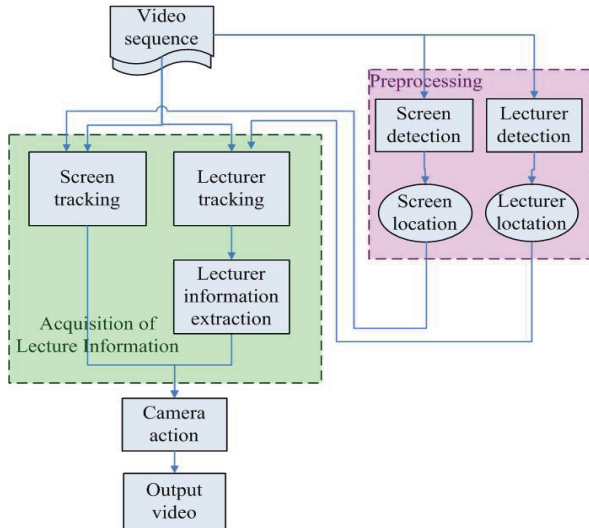 Video
sequence
Preprocessing
Screen
detection
Lecturer
detection
Screen
location
Lecturer
loctation
Screen
tracking
Lecturer
tracking
Lecturer
information
extraction
Acquisition of
Lecture Information
Camera
action
Output
video